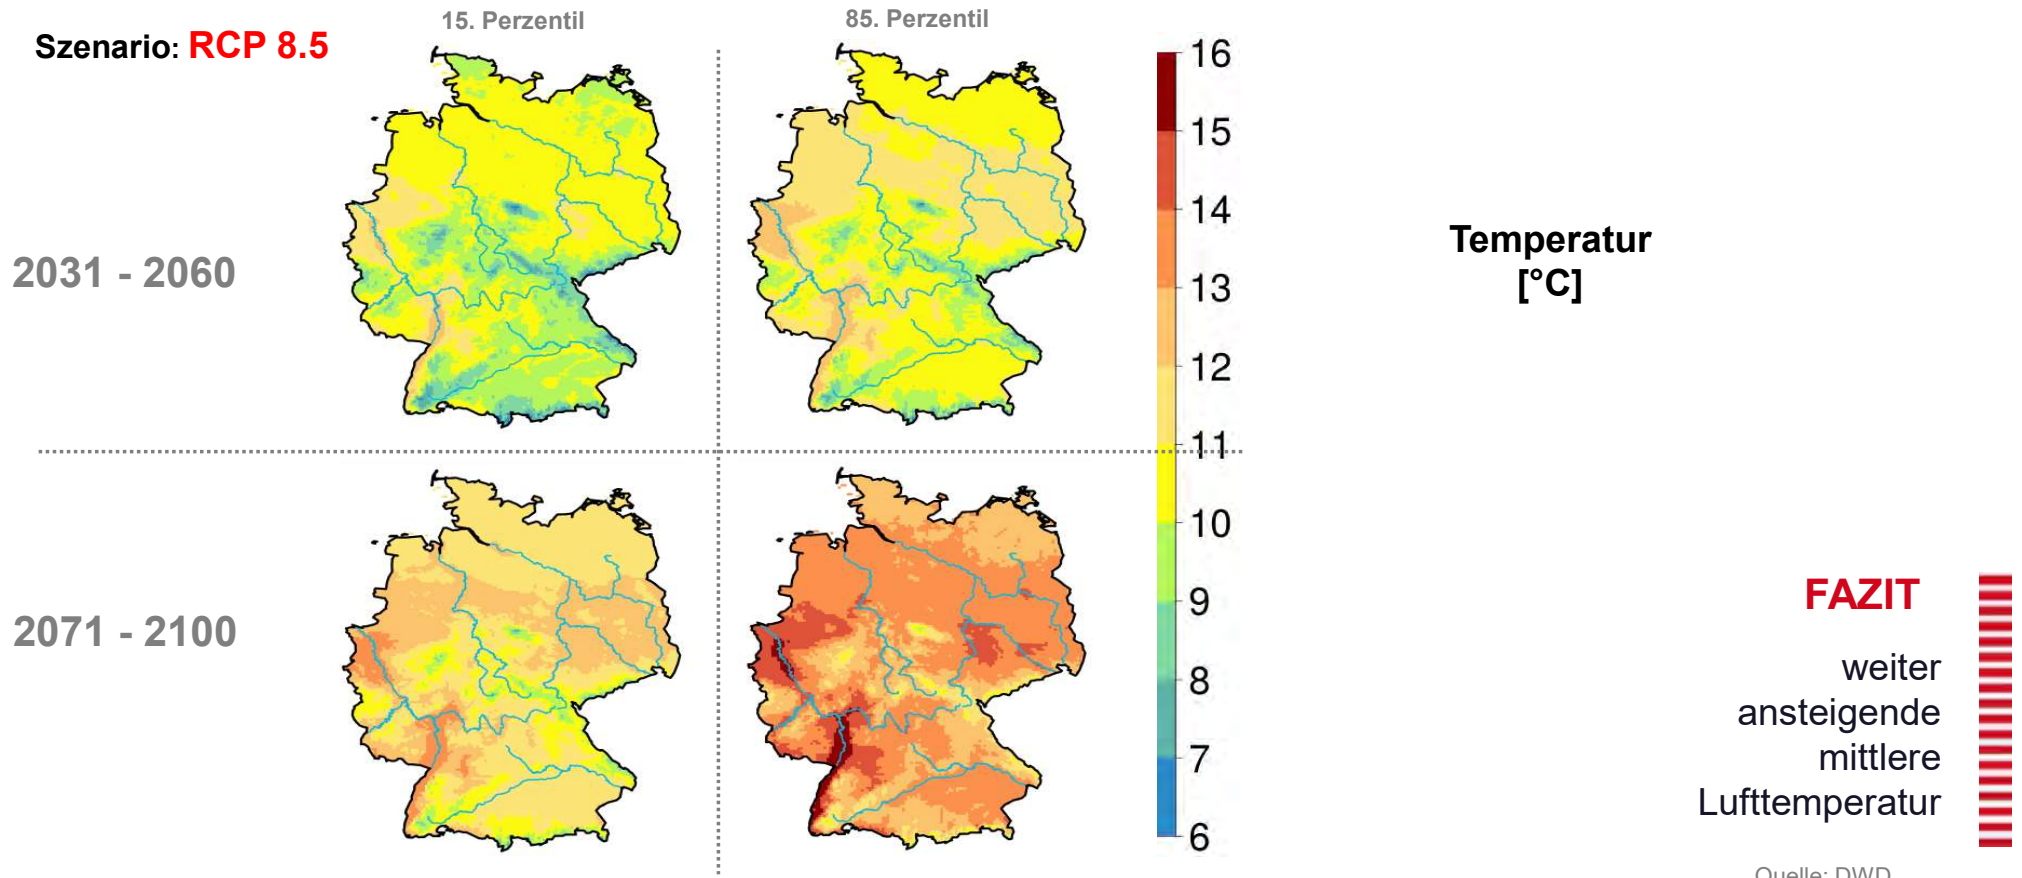 15. Perzentil
85. Perzentil
Szenario: RCP 8.5
16
15
14
13
12
11
10
9
8
7
6
2031 - 2060
2071 - 2100
Temperatur
[°C]
FAZIT
weiter
ansteigende
mittlere
Lufttemperatur
Quelle: DWD